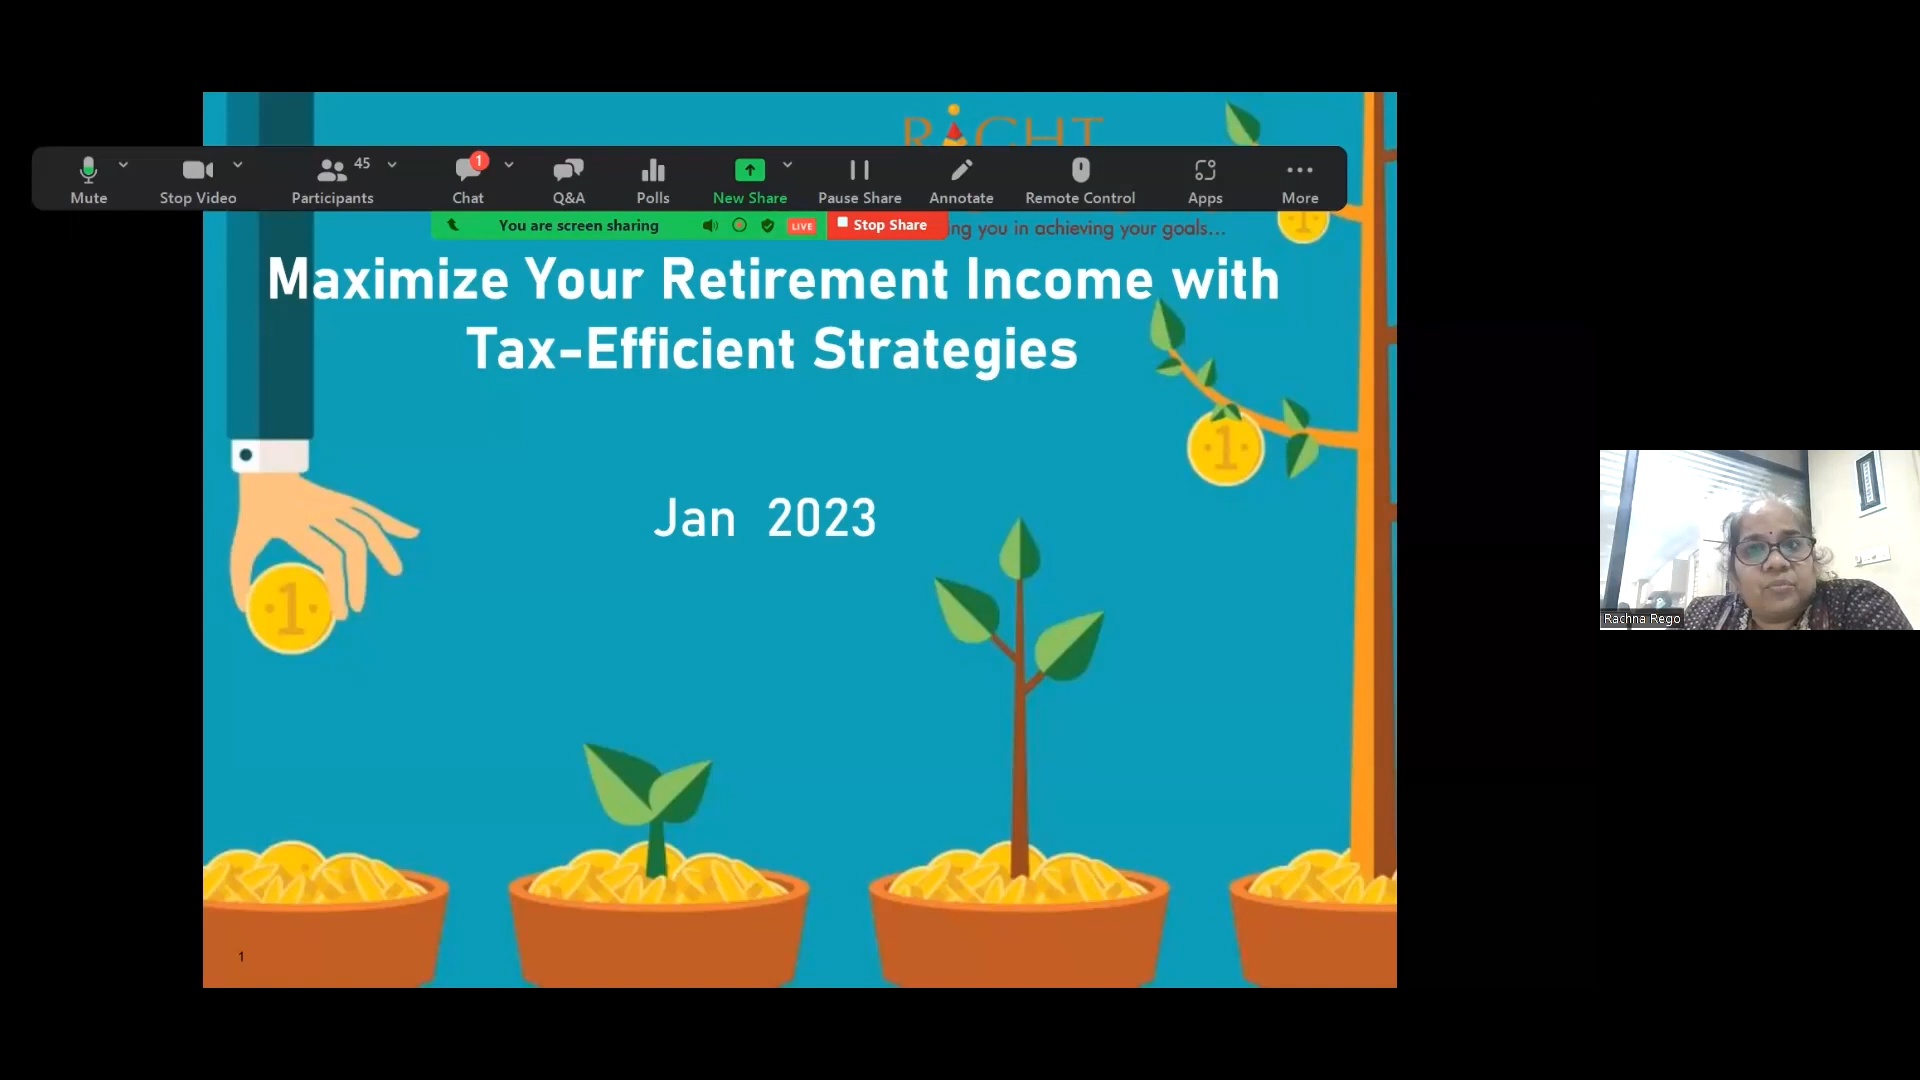 RIGHT
45
1
Mute
Stop Video
Participants
Chat
Q&A
Polls
New Share
Pause Share
Annotate
Remote Control
Apps
More
You are screen sharing
LIVE
Stop Share
ing you in achieving your goals...
Maximize Your Retirement Income with
Tax-Efficient Strategies
Jan 2023
1
1
1
1
Rachna Rego